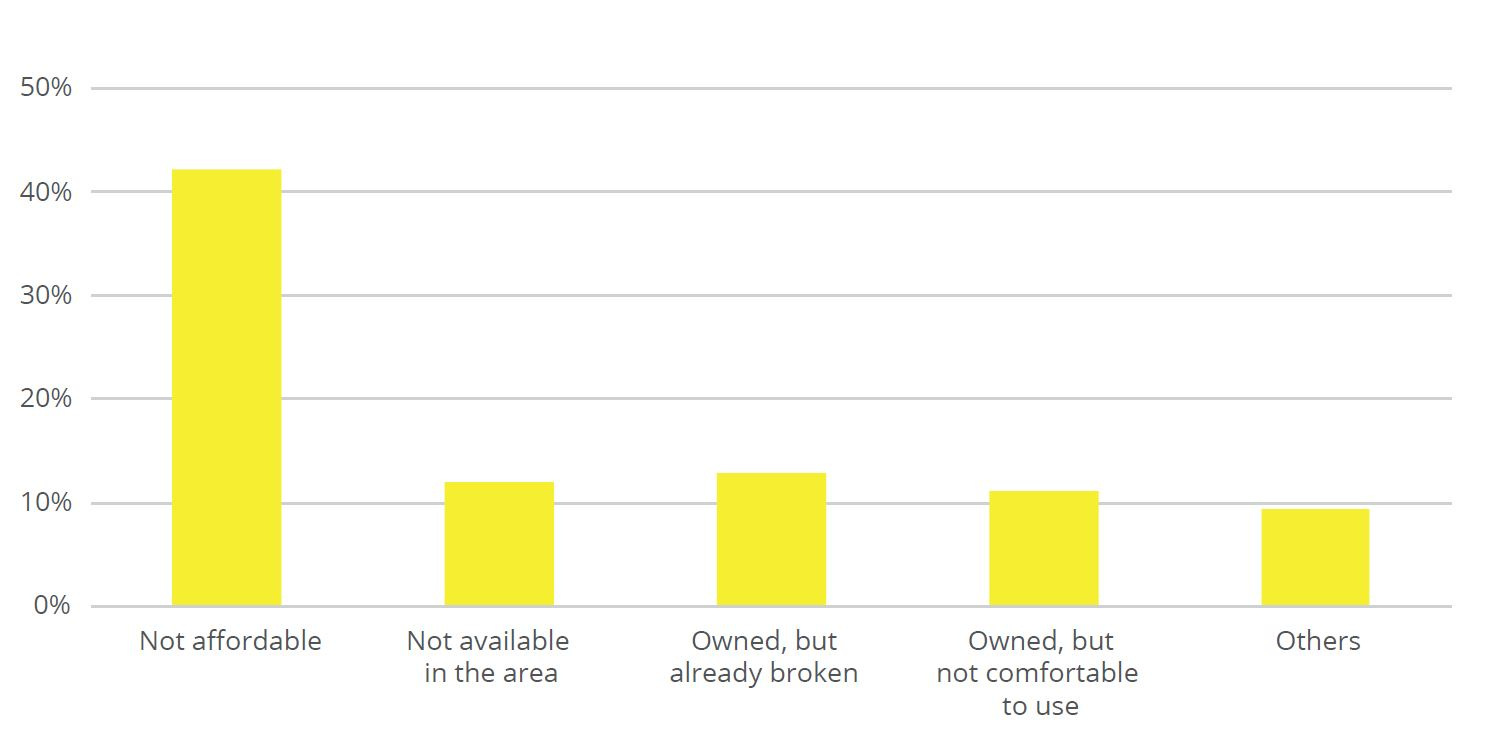 50%
40%
30%
20%
10%
0%
Not affordable
Not available
in the area
Owned, but
already broken
Owned, but
not comfortable
to use
Others